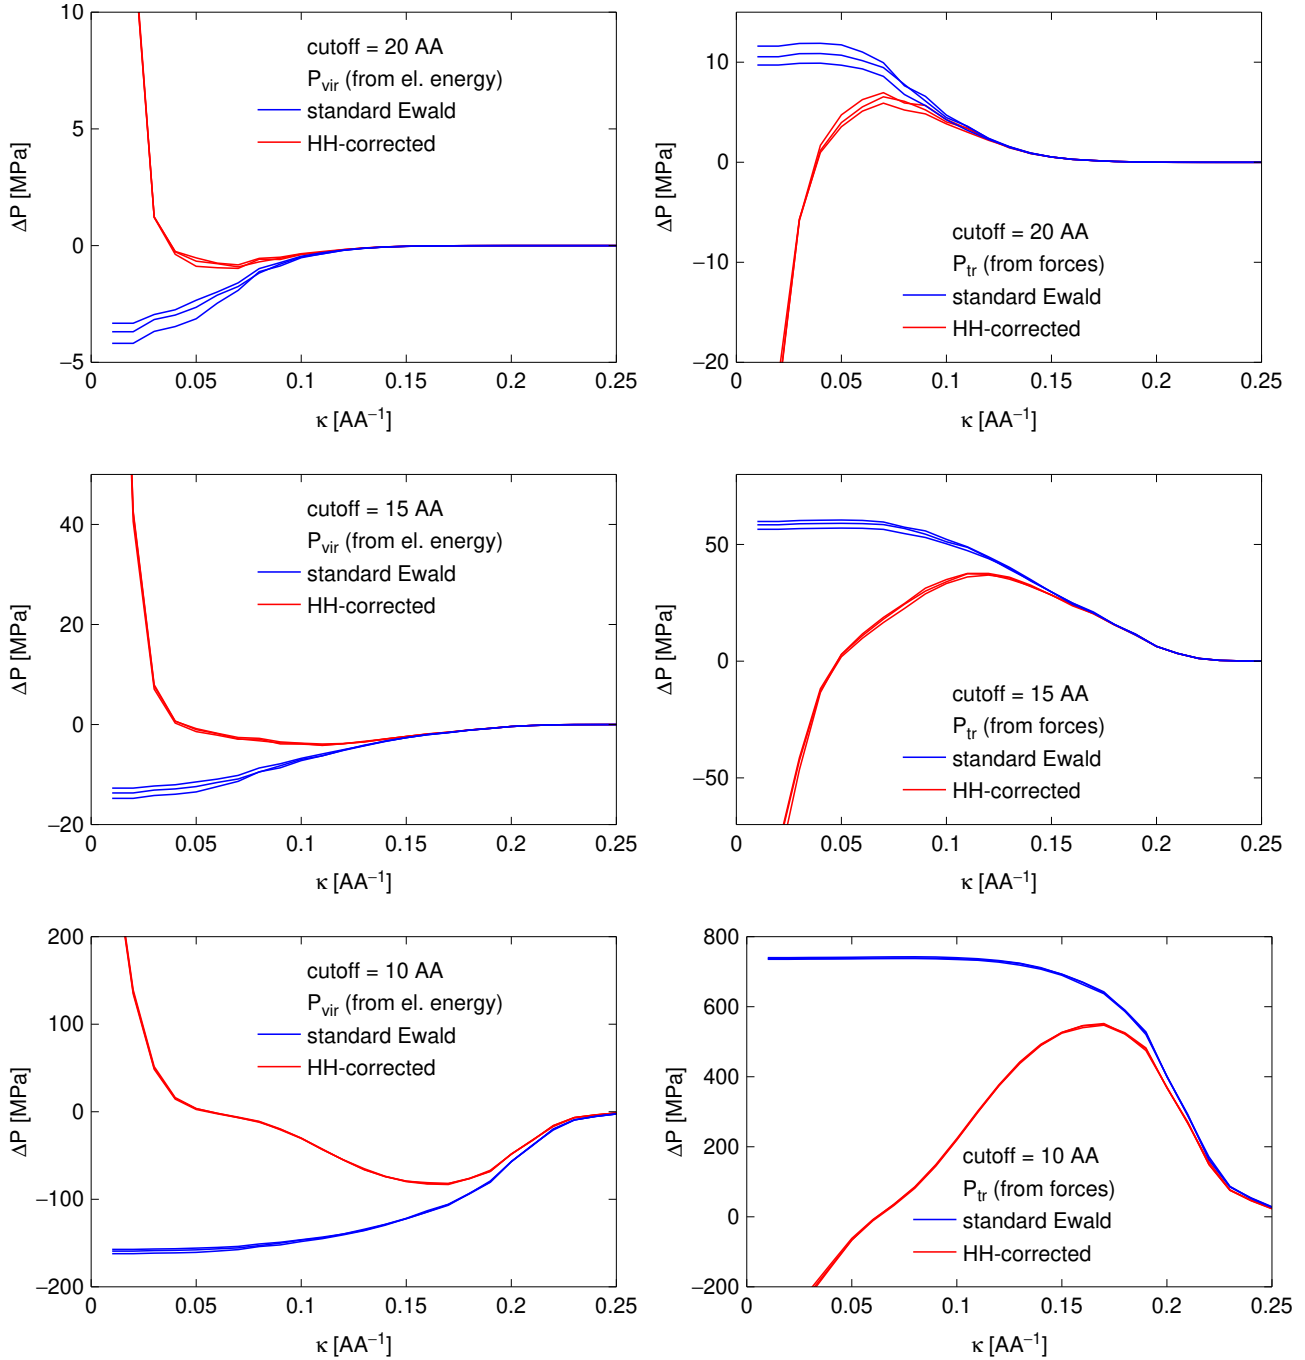 10
5
0
−5
0
0.05
0.1
0.15
0.2
0.25
ΔP [MPa]
κ [AA⁻¹]
cutoff = 20 AA
P_vir (from el. energy)
standard Ewald
HH-corrected
10
0
−10
−20
0
0.05
0.1
0.15
0.2
0.25
ΔP [MPa]
κ [AA⁻¹]
cutoff = 20 AA
P_tr (from forces)
standard Ewald
HH-corrected
40
20
0
−20
0
0.05
0.1
0.15
0.2
0.25
ΔP [MPa]
κ [AA⁻¹]
cutoff = 15 AA
P_vir (from el. energy)
standard Ewald
HH-corrected
50
0
−50
0
0.05
0.1
0.15
0.2
0.25
ΔP [MPa]
κ [AA⁻¹]
cutoff = 15 AA
P_tr (from forces)
standard Ewald
HH-corrected
200
100
0
−100
−200
0
0.05
0.1
0.15
0.2
0.25
ΔP [MPa]
κ [AA⁻¹]
cutoff = 10 AA
P_vir (from el. energy)
standard Ewald
HH-corrected
800
600
400
200
0
−200
0
0.05
0.1
0.15
0.2
0.25
ΔP [MPa]
κ [AA⁻¹]
cutoff = 10 AA
P_tr (from forces)
standard Ewald
HH-corrected